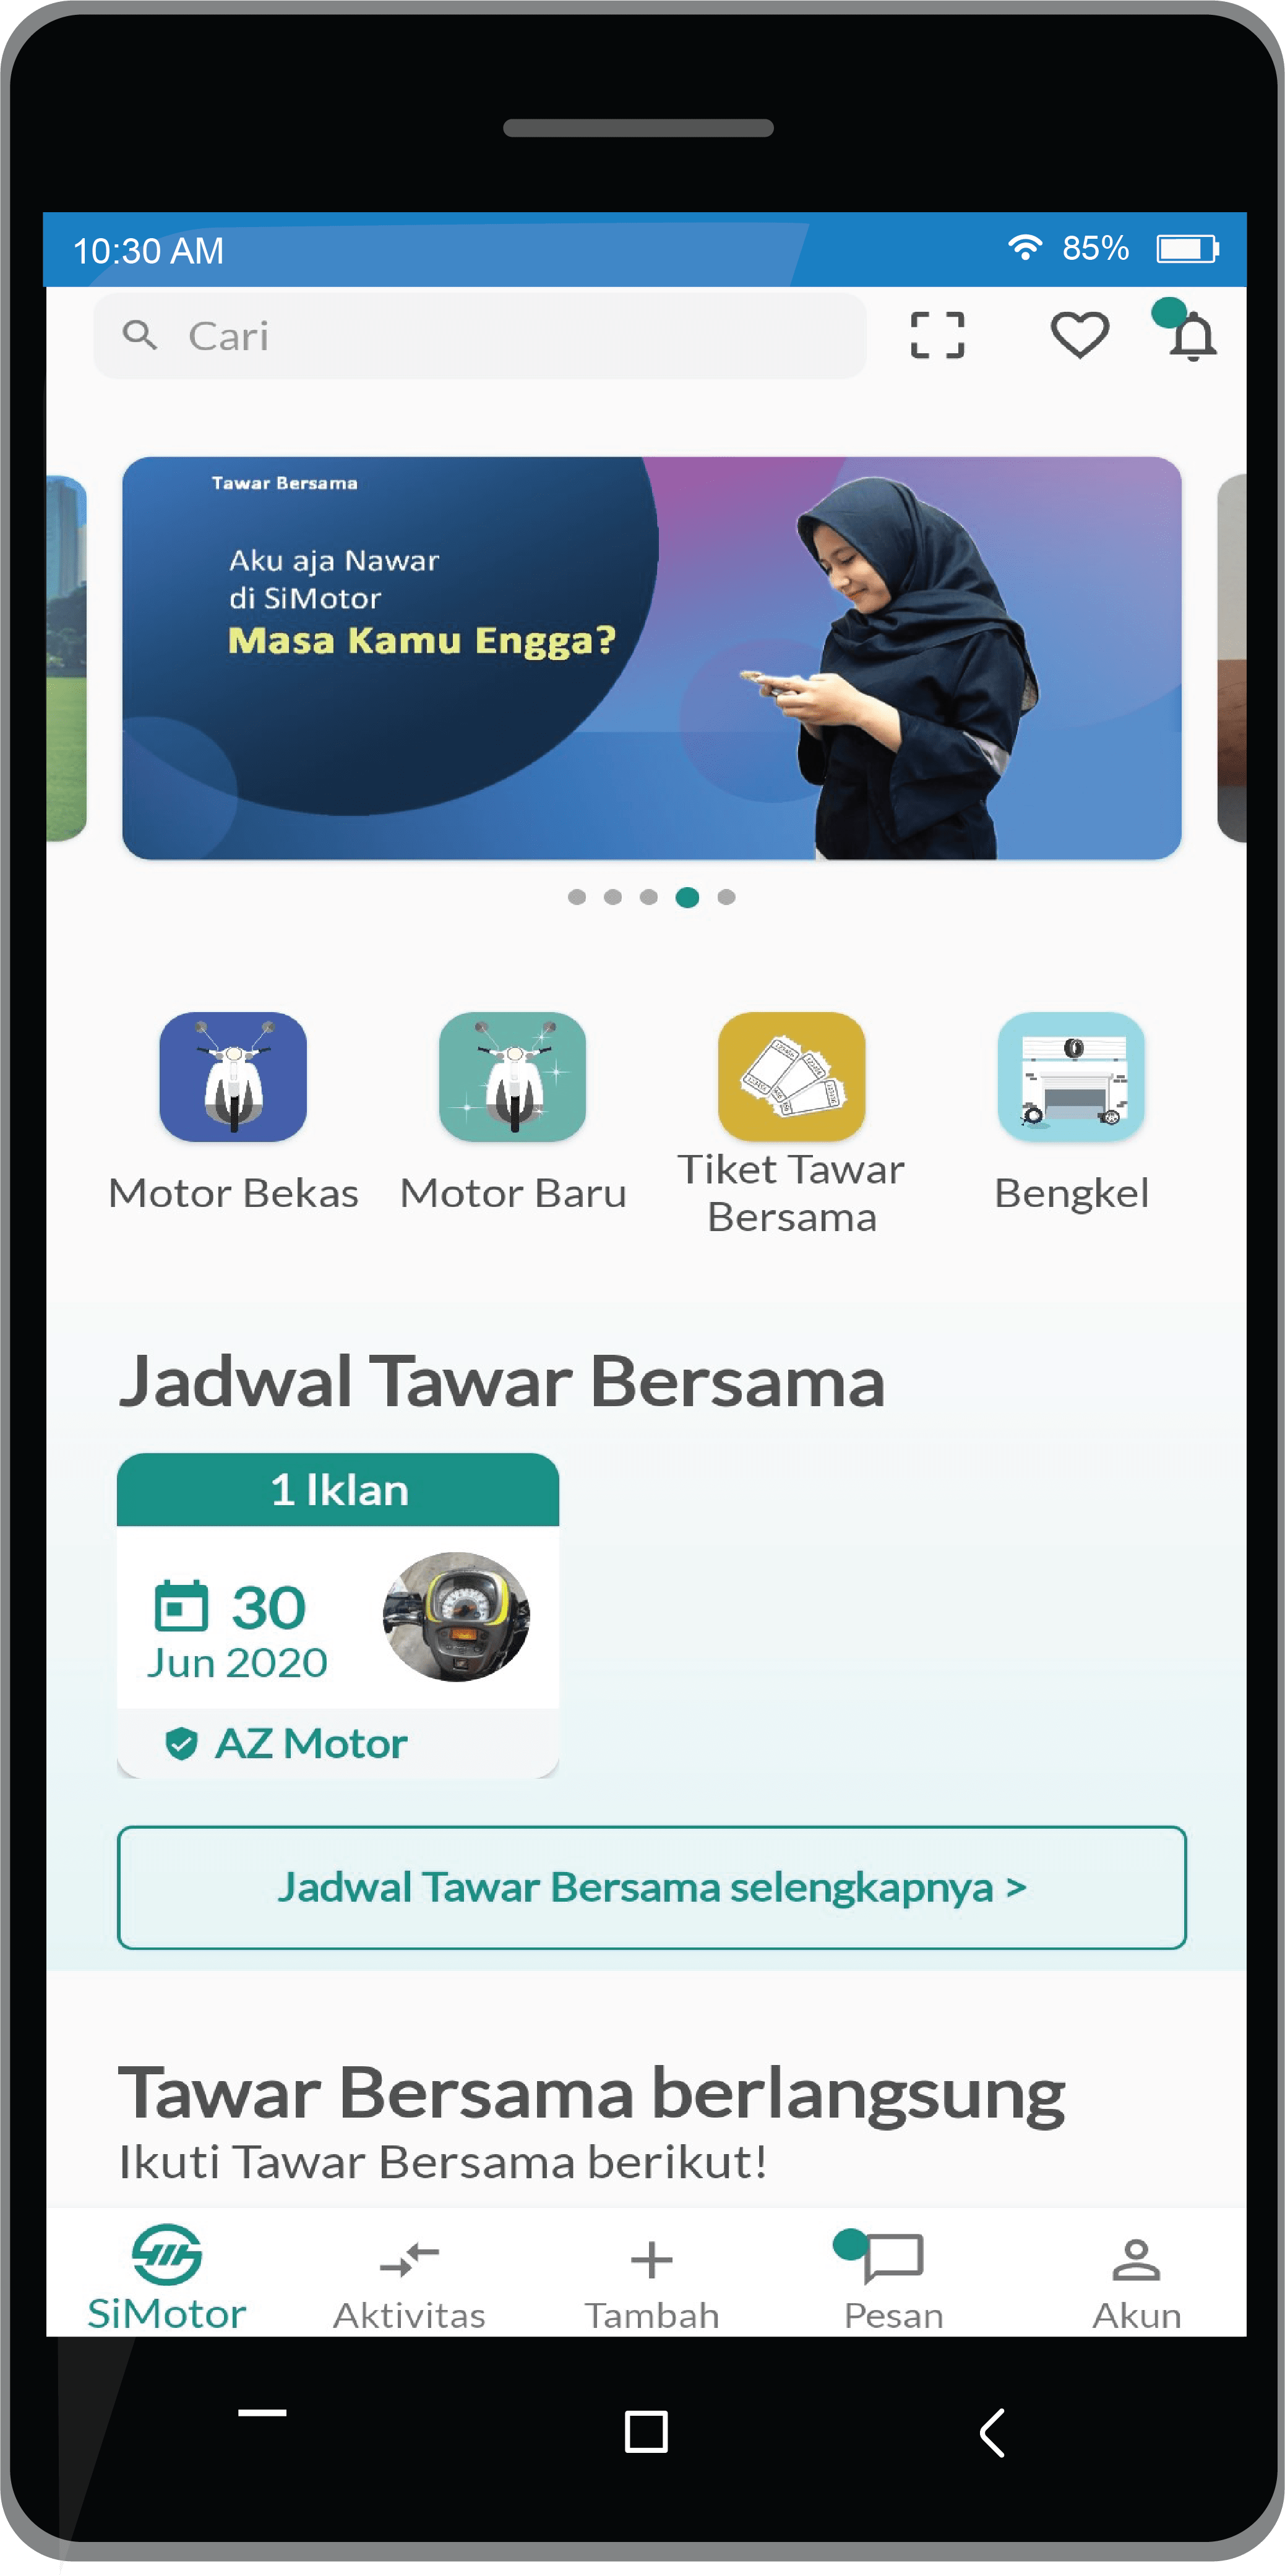 10:30 AM
85%
Cari
Tawar Bersama
Aku aja Nawar
di SiMotor
Masa Kamu Engga?
Motor Bekas
Motor Baru
Tiket Tawar
Bersama
Bengkel
Jadwal Tawar Bersama
1 Iklan
30
Jun 2020
AZ Motor
Jadwal Tawar Bersama selengkapnya >
Tawar Bersama berlangsung
Ikuti Tawar Bersama berikut!
SiMotor
Aktivitas
Tambah
Pesan
Akun